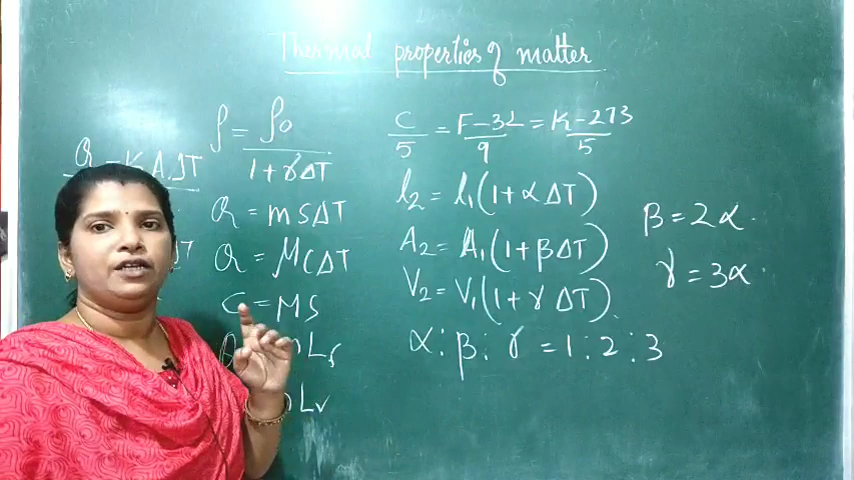 Thermal properties of matter
ρ = ρ0 / 1 + γΔT
Q = mSΔT
Q = μCΔT
C = MS
Lf
Lv
C/5 = F-32/9 = K-273/5
l2 = l1(1 + αΔT)
A2 = A1(1 + βΔT)
V2 = V1(1 + γΔT)
α : β : γ = 1 : 2 : 3
β = 2α
γ = 3α